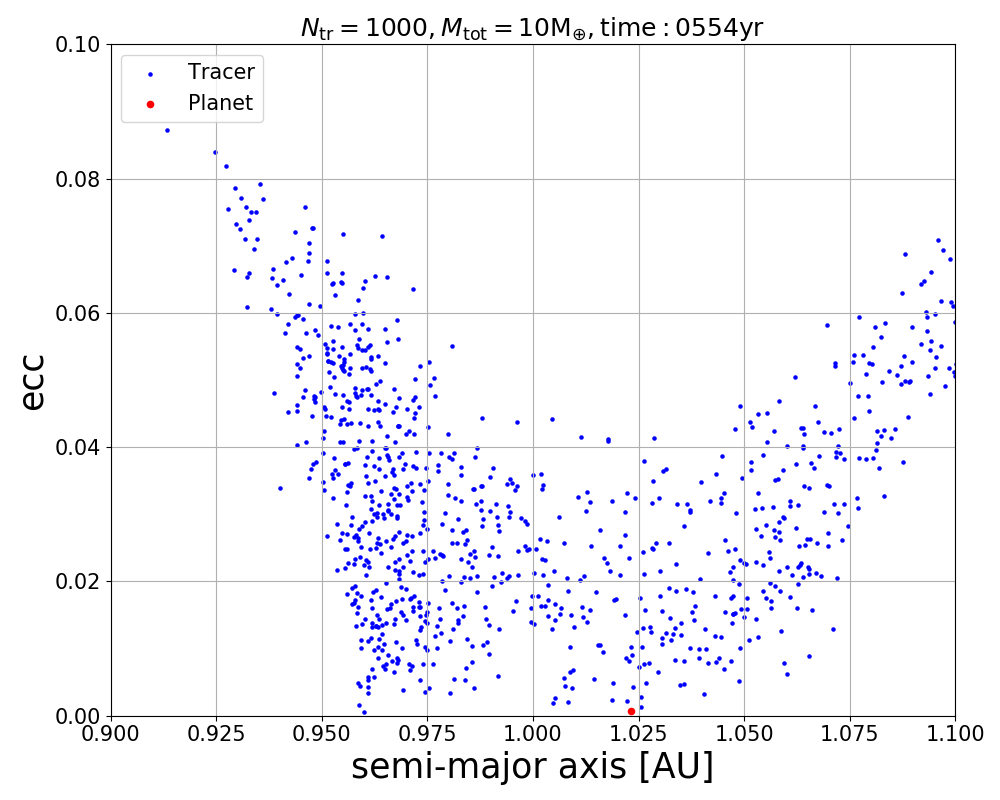 N_tr = 1000, M_tot = 10M_⊕, time : 0554yr
Tracer
Planet
0.10
0.08
0.06
0.04
0.02
0.00
ecc
0.900 0.925 0.950 0.975 1.000 1.025 1.050 1.075 1.100
semi-major axis [AU]